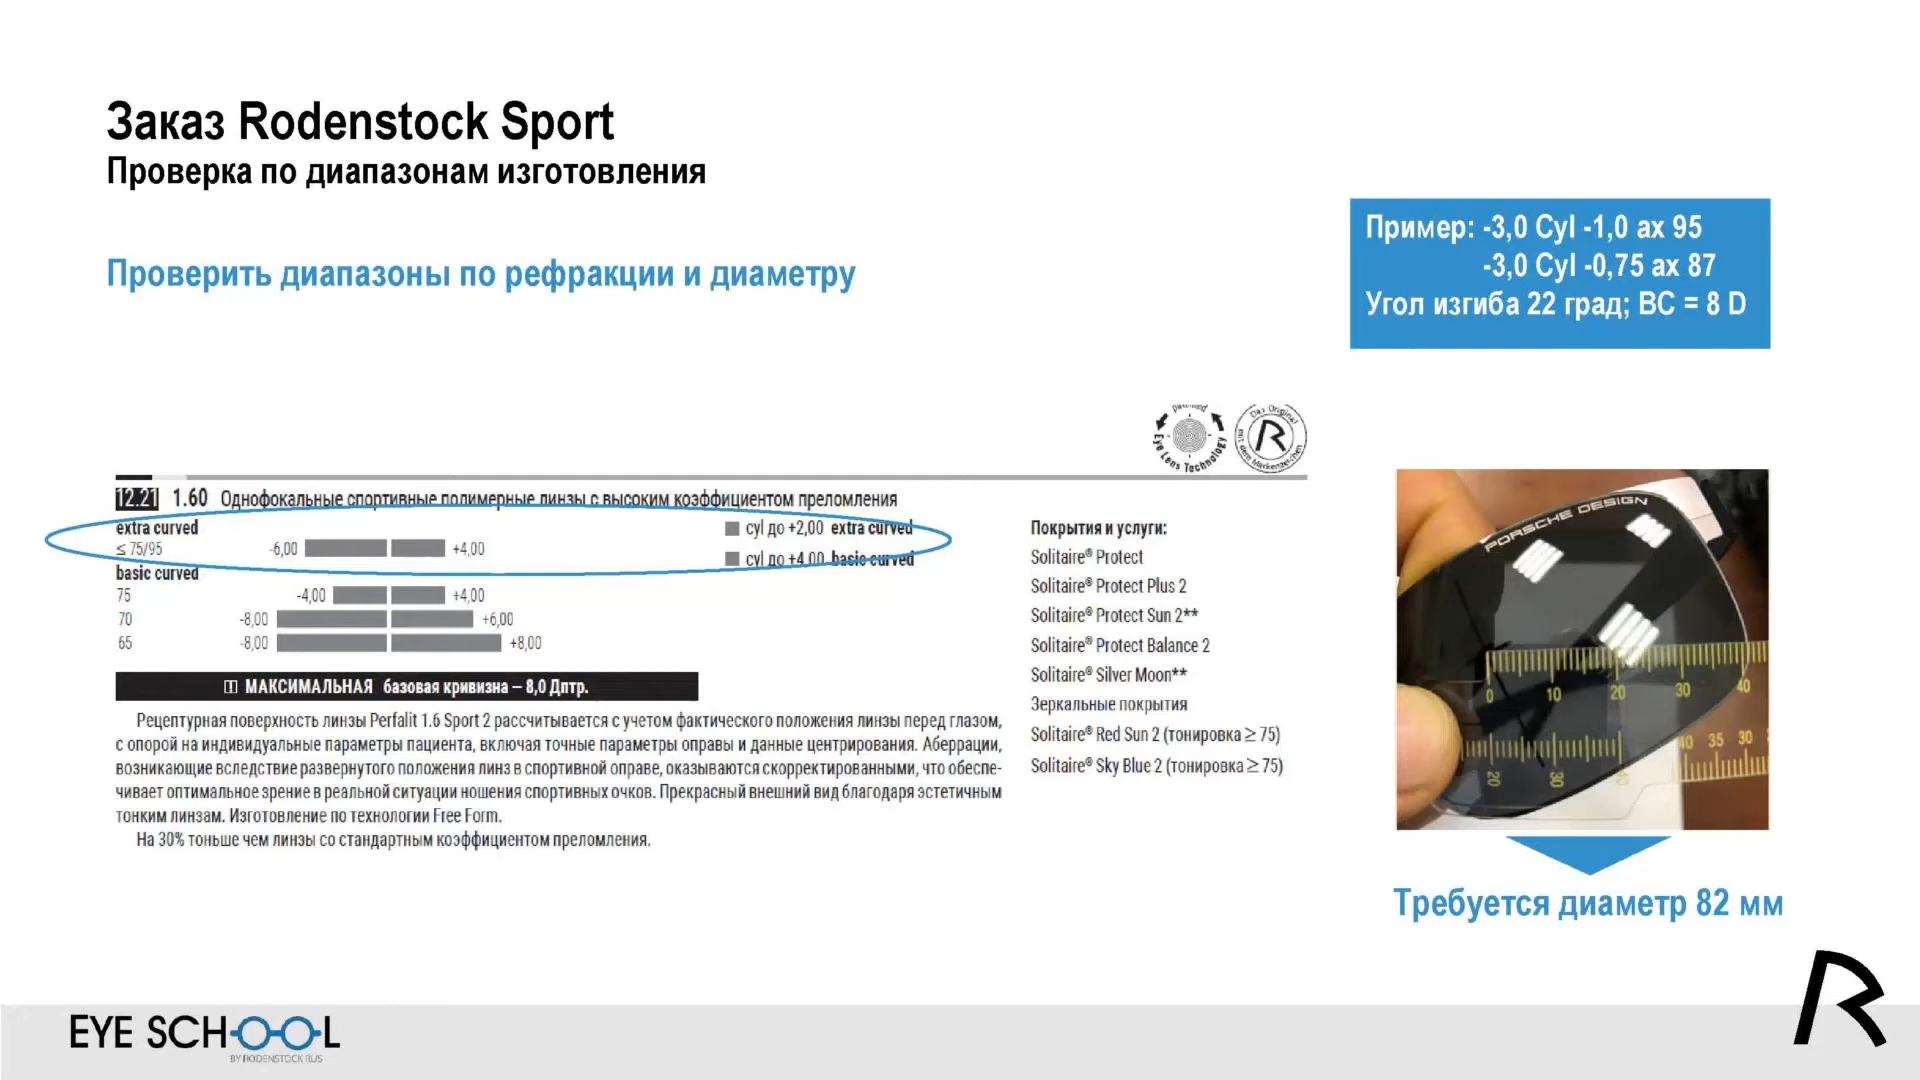 Заказ Rodenstock Sport
Проверка по диапазонам изготовления
Проверить диапазоны по рефракции и диаметру
Пример: -3,0 Cyl -1,0 ax 95
-3,0 Cyl -0,75 ax 87
Угол изгиба 22 град; BC = 8 D
patented
Eye Lens Technology
Das Original
mit dem Markenzeichen
R
12.21 1.60 Однофокальные спортивные полимерные линзы с высоким коэффициентом преломления
extra curved
≤ 75/95 -6,00 +4,00
cyl до +2,00 extra curved
cyl до +4,00 basic curved
basic curved
75 -4,00 +4,00
70 -8,00 +6,00
65 -8,00 +8,00
МАКСИМАЛЬНАЯ базовая кривизна – 8,0 Дптр.
Рецептурная поверхность линзы Perfalit 1.6 Sport 2 рассчитывается с учетом фактического положения линзы перед глазом,
с опорой на индивидуальные параметры пациента, включая точные параметры оправы и данные центрирования. Аберрации,
возникающие вследствие развернутого положения линз в спортивной оправе, оказываются скорректированными, что обеспе-
чивает оптимальное зрение в реальной ситуации ношения спортивных очков. Прекрасный внешний вид благодаря эстетичным
тонким линзам. Изготовление по технологии Free Form.
На 30% тоньше чем линзы со стандартным коэффициентом преломления.
Покрытия и услуги:
Solitaire® Protect
Solitaire® Protect Plus 2
Solitaire® Protect Sun 2**
Solitaire® Protect Balance 2
Solitaire® Silver Moon**
Зеркальные покрытия
Solitaire® Red Sun 2 (тонировка ≥ 75)
Solitaire® Sky Blue 2 (тонировка ≥ 75)
PORSCHE DESIGN
0 10 20 30 40
40 35 30
20 30
Требуется диаметр 82 мм
EYE SCHOOL
BY RODENSTOCK RUS
R